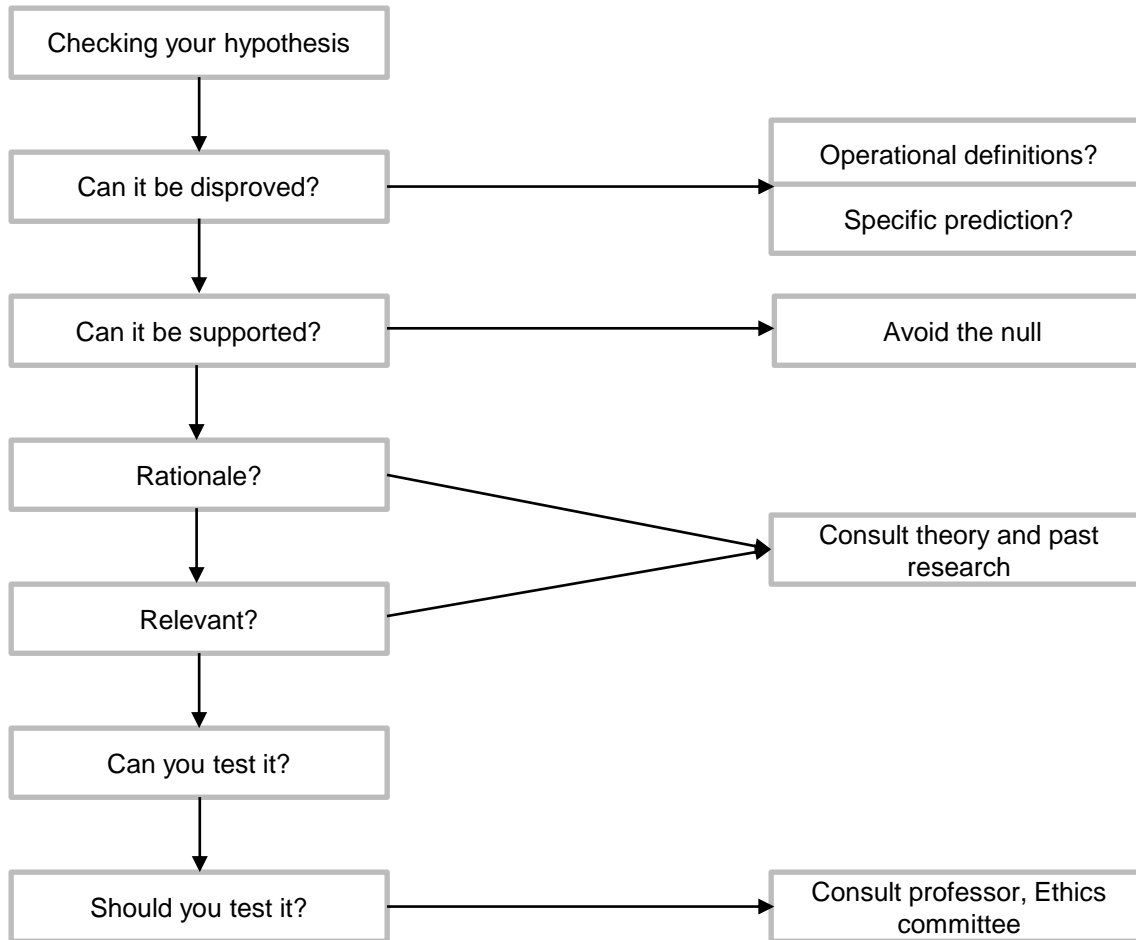 Checking your hypothesis
Can it be disproved?
Operational definitions?
Specific prediction?
Can it be supported?
Avoid the null
Rationale?
Consult theory and past
research
Relevant?
Can you test it?
Should you test it?
Consult professor, Ethics
committee